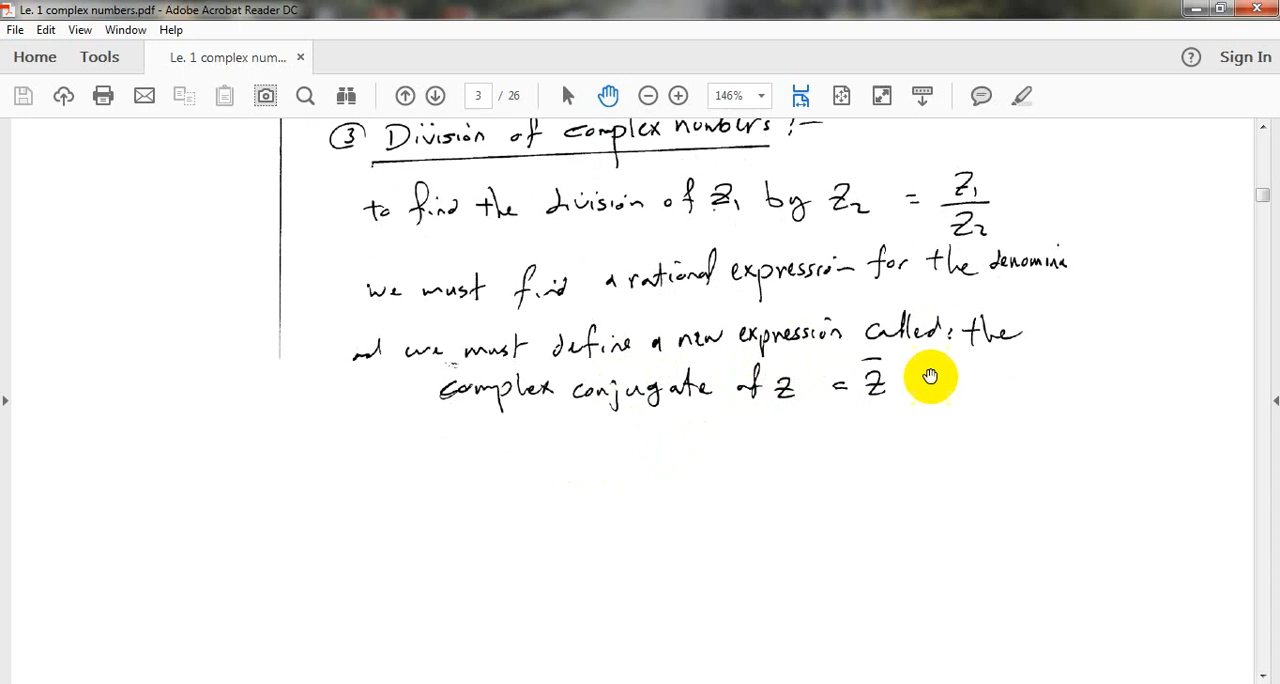 Le. 1 complex numbers.pdf - Adobe Acrobat Reader DC
File Edit View Window Help
Home Tools Le. 1 complex num... × ? Sign In
3 / 26 146%
③ Division of complex numbers :-
to find the division of Z₁ by Z₂ = Z₁/Z₂
we must find a rational expression for the denomina
and we must define a new expression called: the
complex conjugate of z = z̄